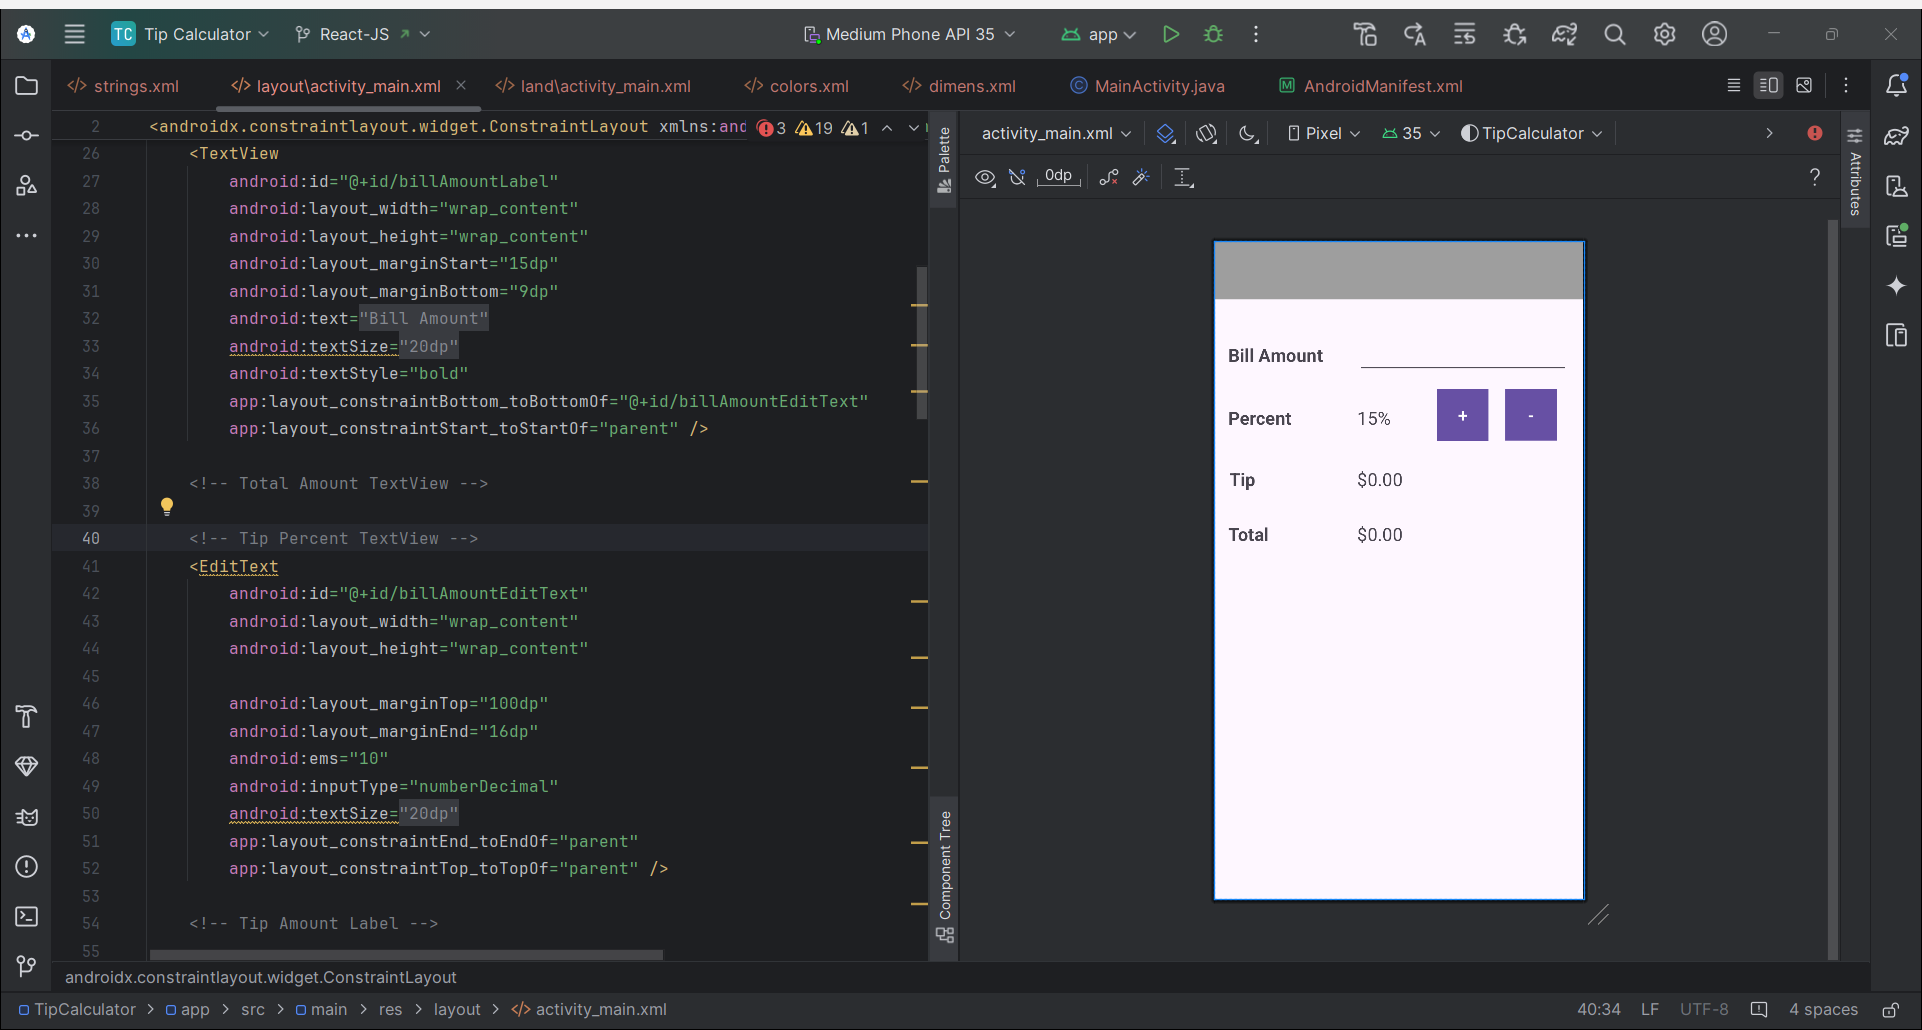 TC Tip Calculator React-JS Medium Phone API 35 app
</> strings.xml </> layout\activity_main.xml </> land\activity_main.xml </> colors.xml </> dimens.xml C MainActivity.java M AndroidManifest.xml
2 <androidx.constraintlayout.widget.ConstraintLayout xmlns:and 3 19 1
26 <TextView
27 android:id="@+id/billAmountLabel"
28 android:layout_width="wrap_content"
29 android:layout_height="wrap_content"
30 android:layout_marginStart="15dp"
31 android:layout_marginBottom="9dp"
32 android:text="Bill Amount"
33 android:textSize="20dp"
34 android:textStyle="bold"
35 app:layout_constraintBottom_toBottomOf="@+id/billAmountEditText"
36 app:layout_constraintStart_toStartOf="parent" />
37
38 <!-- Total Amount TextView -->
39
40 <!-- Tip Percent TextView -->
41 <EditText
42 android:id="@+id/billAmountEditText"
43 android:layout_width="wrap_content"
44 android:layout_height="wrap_content"
45
46 android:layout_marginTop="100dp"
47 android:layout_marginEnd="16dp"
48 android:ems="10"
49 android:inputType="numberDecimal"
50 android:textSize="20dp"
51 app:layout_constraintEnd_toEndOf="parent"
52 app:layout_constraintTop_toTopOf="parent" />
53
54 <!-- Tip Amount Label -->
55
Palette
Component Tree
activity_main.xml Pixel 35 TipCalculator
0dp ?
Attributes
Bill Amount
Percent 15% + -
Tip $0.00
Total $0.00
androidx.constraintlayout.widget.ConstraintLayout
TipCalculator > app > src > main > res > layout > </> activity_main.xml 40:34 LF UTF-8 4 spaces